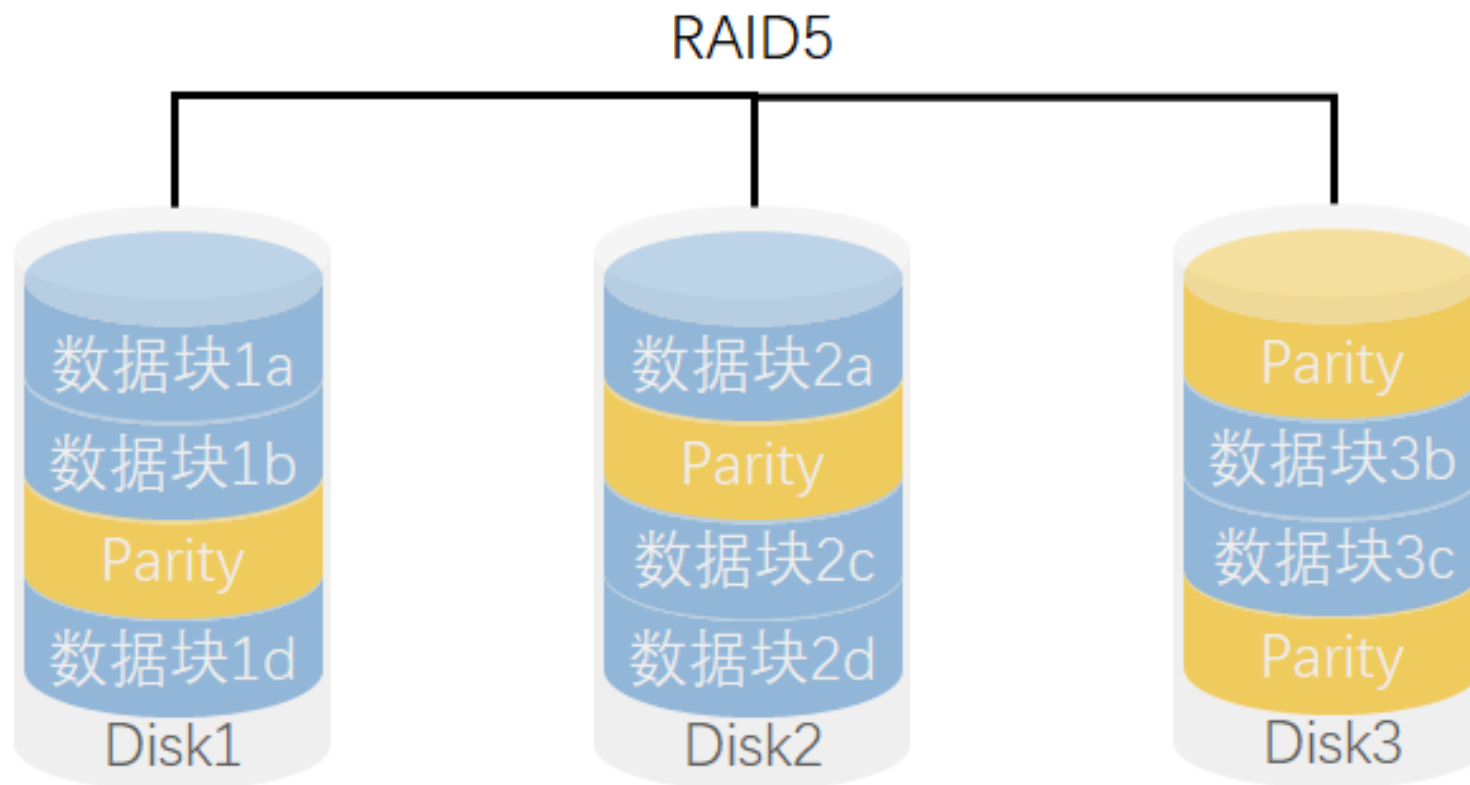 RAID5
数据块1a
数据块1b
Parity
数据块1d
Disk1
数据块2a
Parity
数据块2c
数据块2d
Disk2
Parity
数据块3b
数据块3c
Parity
Disk3